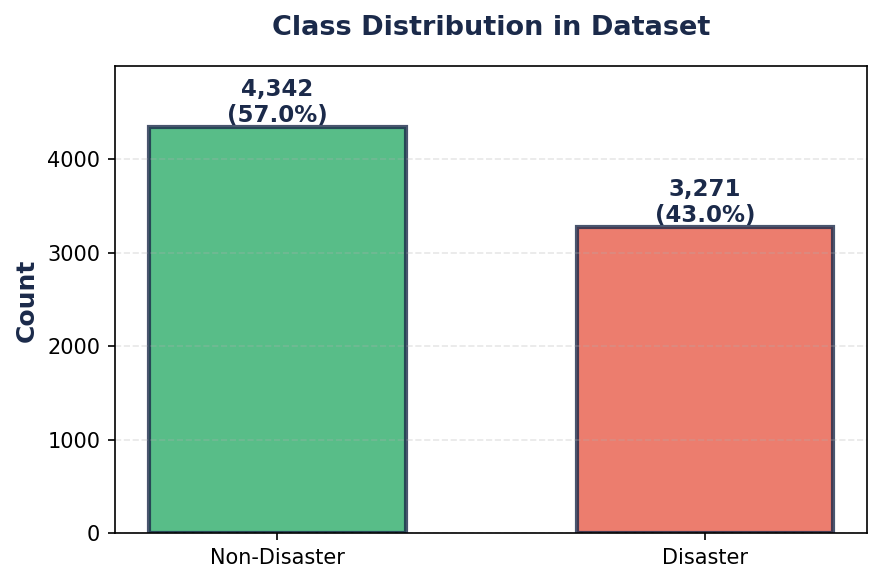 Class Distribution in Dataset
4,342
(57.0%)
3,271
(43.0%)
Count
4000
3000
2000
1000
0
Non-Disaster
Disaster